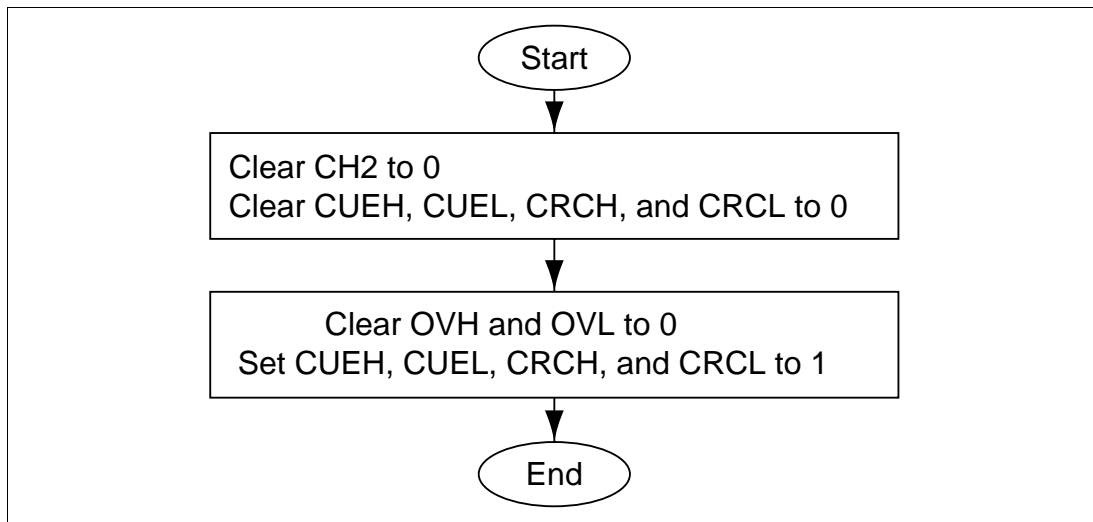 Start
Clear CH2 to 0
Clear CUEH, CUEL, CRCH, and CRCL to 0
Clear OVH and OVL to 0
Set CUEH, CUEL, CRCH, and CRCL to 1
End